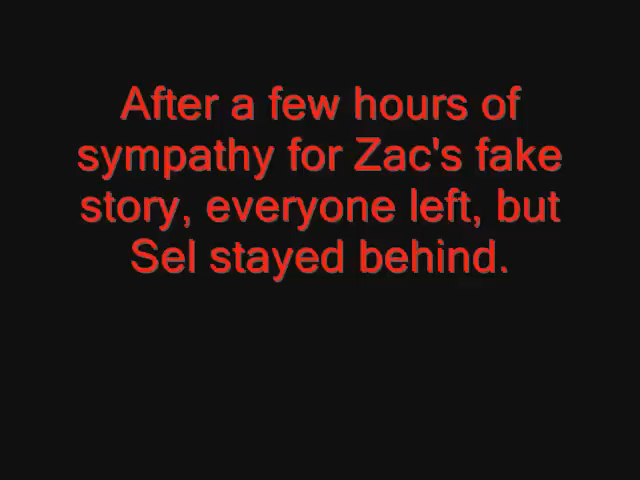 After a few hours of
sympathy for Zac's fake
story, everyone left, but
Sel stayed behind.